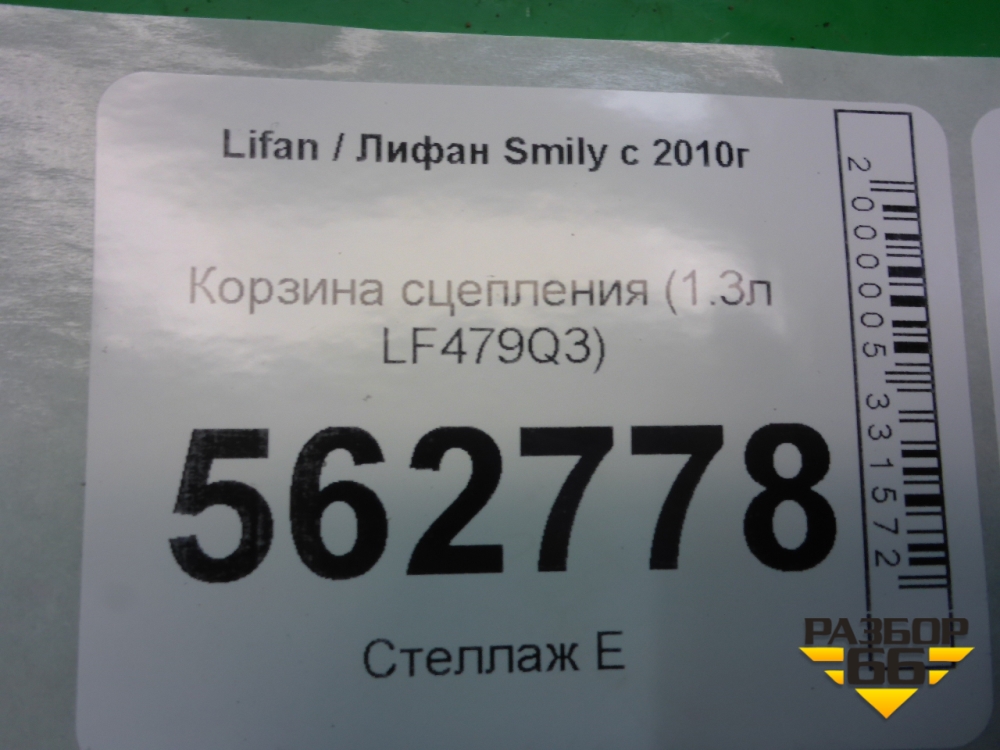 Lifan / Лифан Smily с 2010г
Корзина сцепления (1.3л
LF479Q3)
562778
Стеллаж Е
2000005331572
РАЗБОР
66